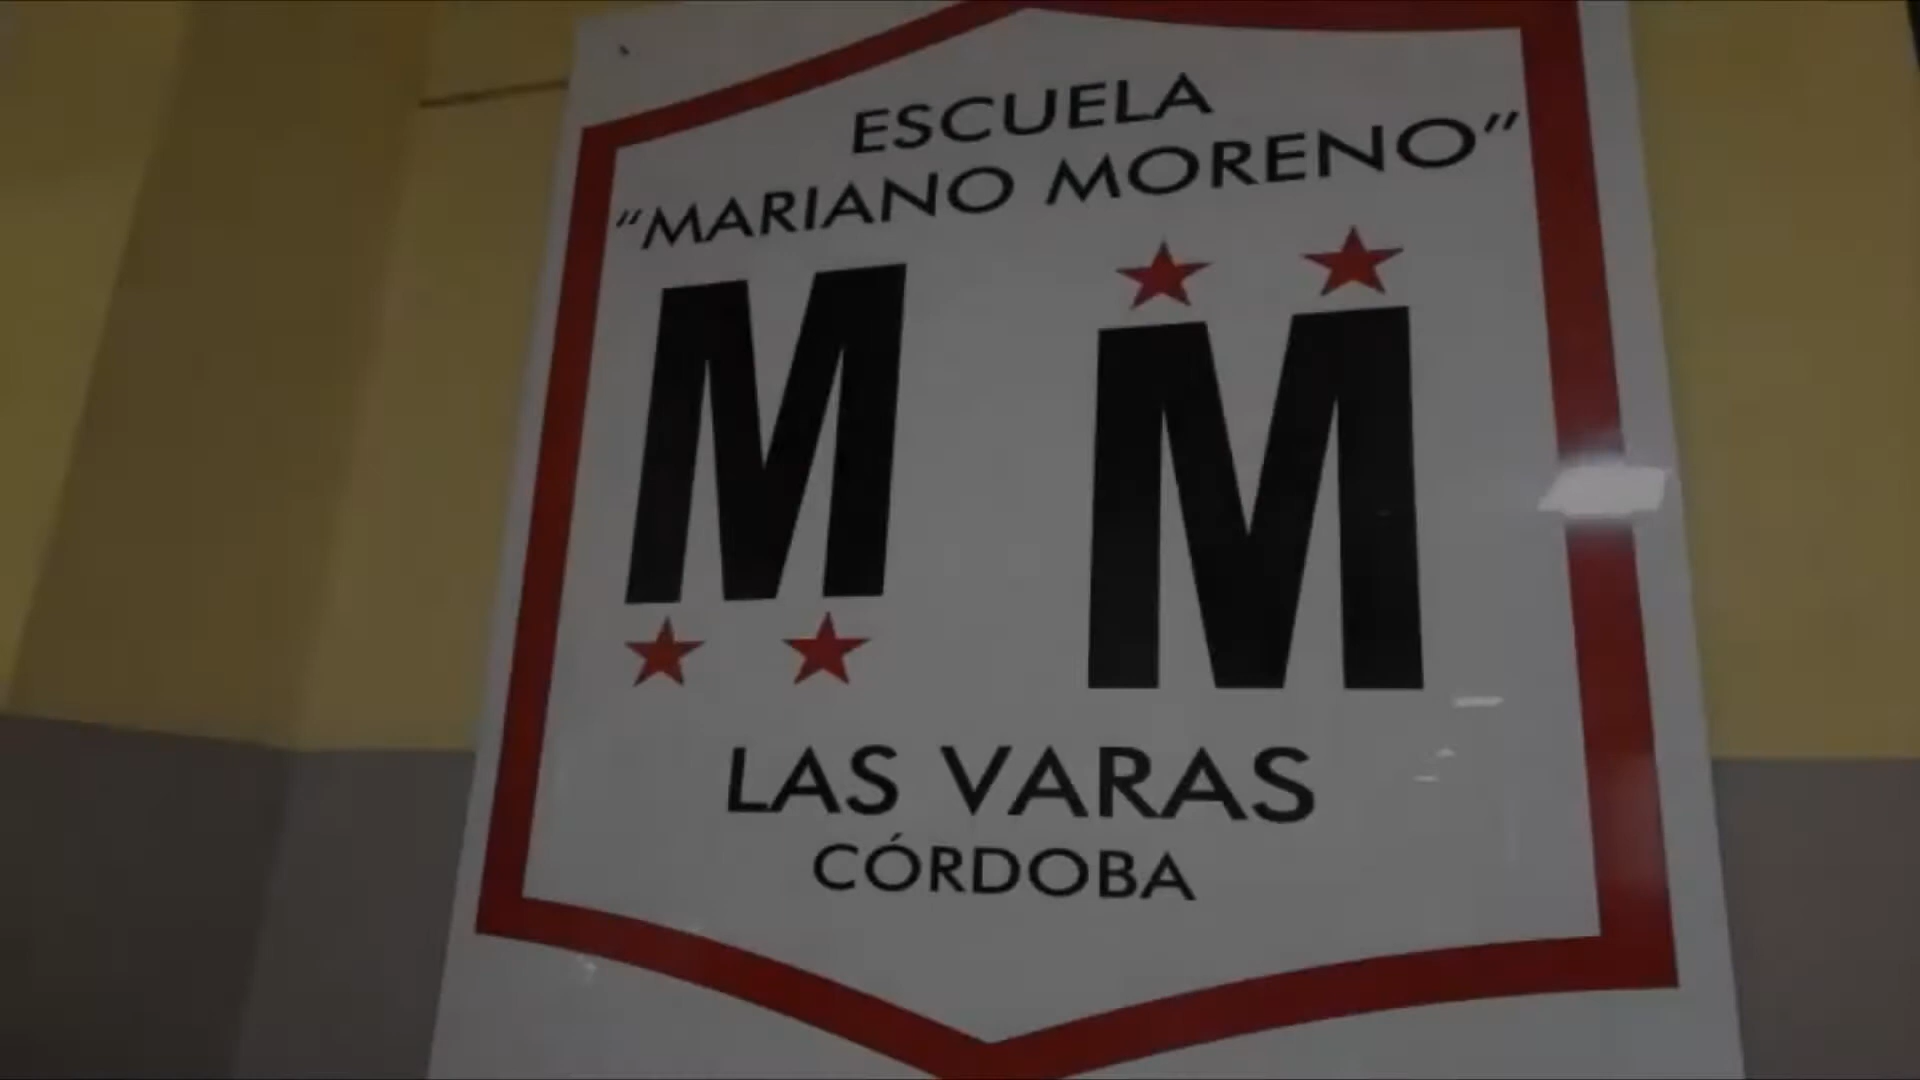 ESCUELA
“MARIANO MORENO”
M M
LAS VARAS
CÓRDOBA